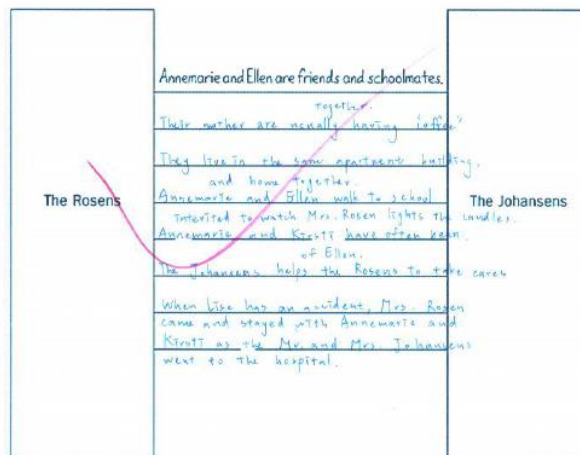 Annemarie and Ellen are friends and schoolmates.
together.
Their mother are usually having "coffee"
They live in the same apartment building.
and home together.
Annemarie and Ellen walk to school
The Rosens
The Johansens
interited to watch Mrs. Rosen lights the candles.
Annemarie and Kirsti have often been
of Ellen.
The Johansens helps the Rosens to take cares
When Lise has an accident, Mrs. Rosen
came and stayed with Annemarie and
Kirsti as the Mr. and Mrs. Johansens
went to the hospital.